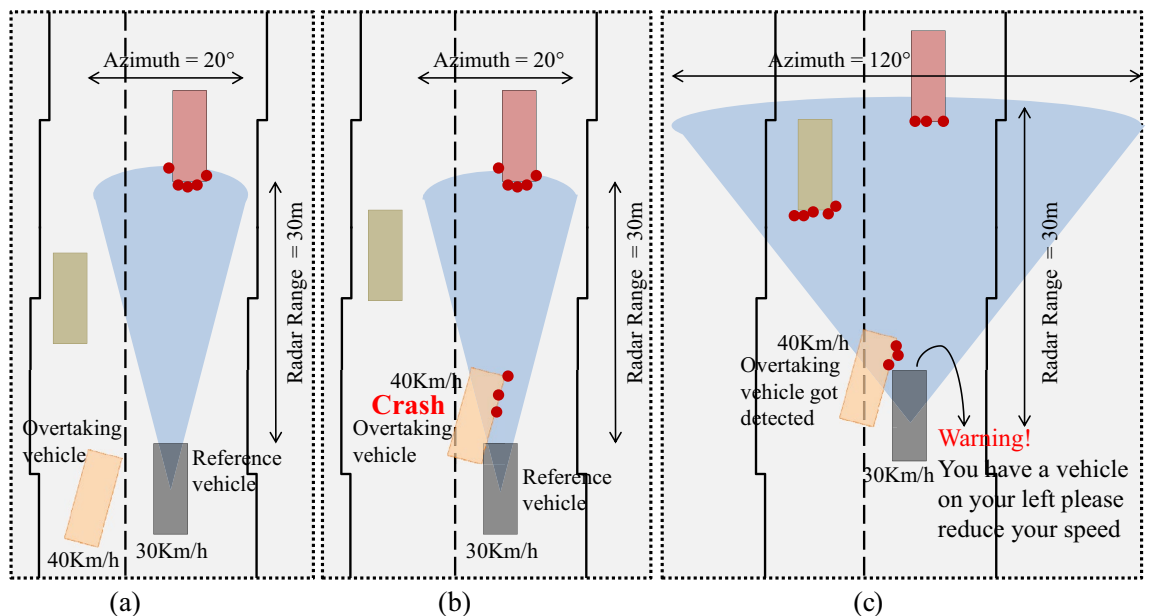 Azimuth = 20°
Radar Range = 30m
Overtaking
vehicle
Reference
vehicle
40Km/h
30Km/h
(a)
Azimuth = 20°
Radar Range = 30m
40Km/h
Crash
Overtaking
vehicle
Reference
vehicle
30Km/h
(b)
Azimuth = 120°
Radar Range = 30m
40Km/h
Overtaking
vehicle got
detected
30Km/h
Warning!
You have a vehicle
on your left please
reduce your speed
(c)